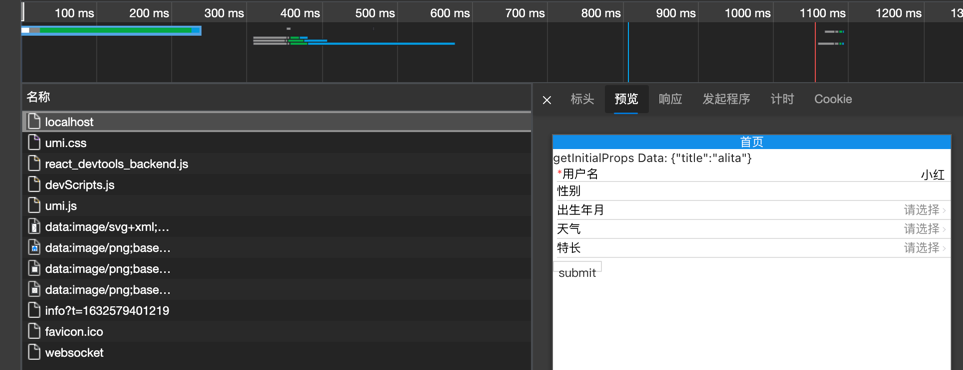 100 ms 200 ms 300 ms 400 ms 500 ms 600 ms 700 ms 800 ms 900 ms 1000 ms 1100 ms 1200 ms
名称
localhost
umi.css
react_devtools_backend.js
devScripts.js
umi.js
data:image/svg+xml;…
data:image/png;base…
data:image/png;base…
data:image/png;base…
info?t=1632579401219
favicon.ico
websocket
× 标头 预览 响应 发起程序 计时 Cookie
首页
getInitialProps Data: {"title":"alita"}
*用户名 小红
性别
出生年月 请选择 ›
天气 请选择 ›
特长 请选择 ›
submit